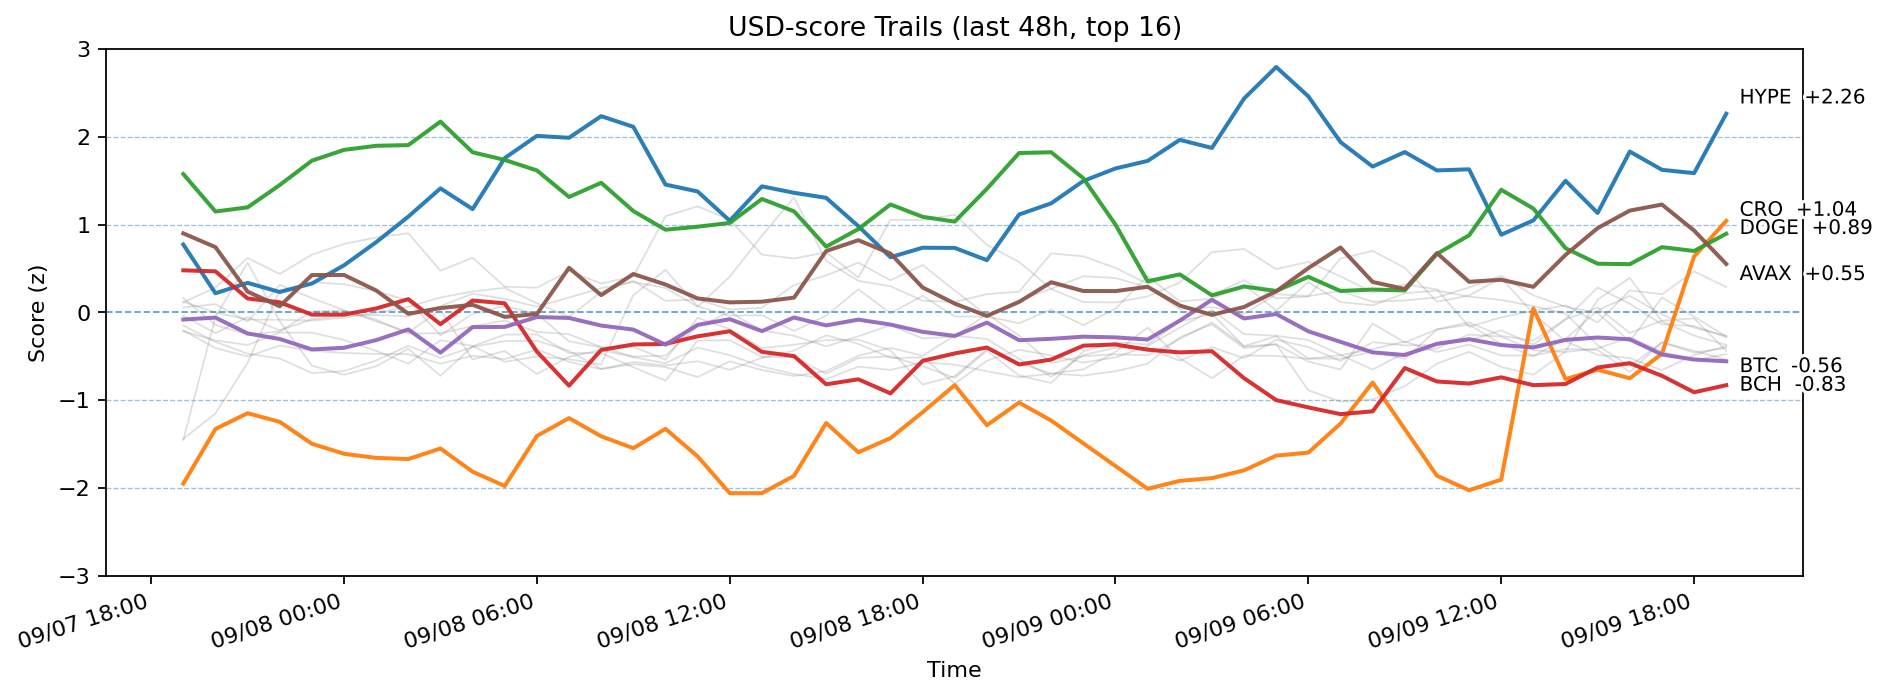 USD-score Trails (last 48h, top 16)
Score (z)
3
2
1
0
−1
−2
−3
HYPE +2.26
CRO +1.04
DOGE +0.89
AVAX +0.55
BTC -0.56
BCH -0.83
09/07 18:00
09/08 00:00
09/08 06:00
09/08 12:00
09/08 18:00
09/09 00:00
09/09 06:00
09/09 12:00
09/09 18:00
Time